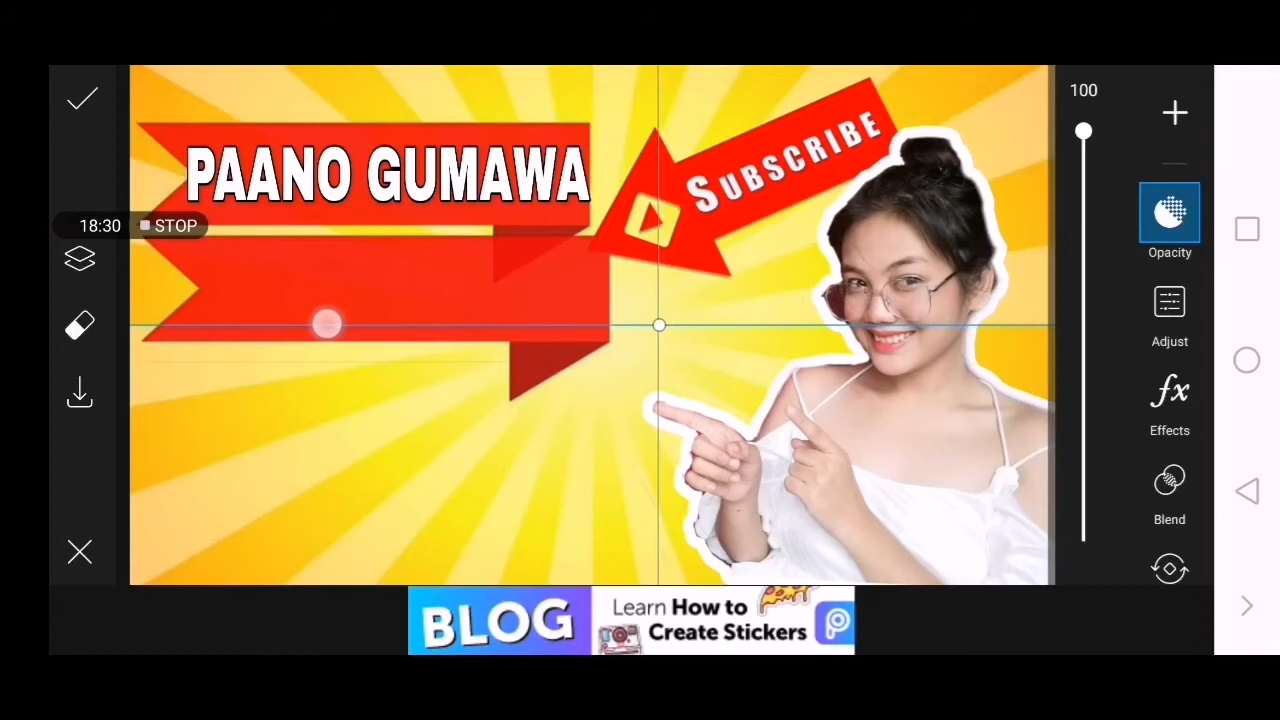 100
PAANO GUMAWA
SUBSCRIBE
18:30 STOP
Opacity
Adjust
fx
Effects
Blend
BLOG
Learn How to
Create Stickers
P